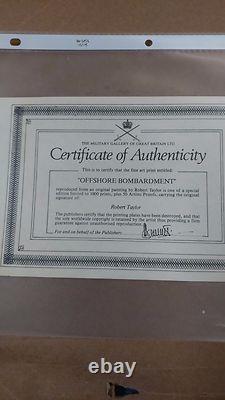 THE MILITARY GALLERY OF GREAT BRITAIN LTD
Certificate of Authenticity
This is to certify that the fine art print entitled:
"OFFSHORE BOMBARDMENT"
reproduced from an original painting by Robert Taylor is one of a special
edition limited to 1000 prints, plus 50 Artists Proofs, carrying the original
signature of:
Robert Taylor
The publishers certify that the printing plates have been destroyed, and that
the sole worldwide copyright is retained by the artist thus providing a firm
guarantee against unauthorised reproduction.
For and on behalf of the Publishers
ebay